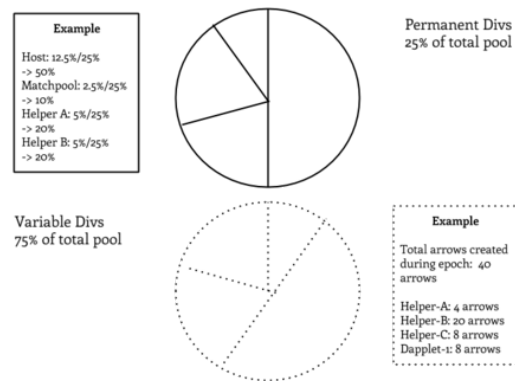 Example
Host: 12.5%/25%
-> 50%
Matchpool: 2.5%/25%
-> 10%
Helper A: 5%/25%
-> 20%
Helper B: 5%/25%
-> 20%
Permanent Divs
25% of total pool
Variable Divs
75% of total pool
Example
Total arrows created
during epoch: 40
arrows
Helper-A: 4 arrows
Helper-B: 20 arrows
Helper-C: 8 arrows
Dapplet-1: 8 arrows